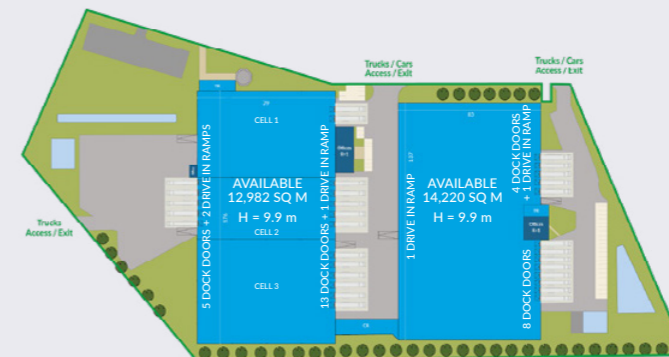 Trucks / Cars
Access / Exit
Trucks / Cars
Access / Exit
Trucks
Access / Exit
CELL 1
5 DOCK DOORS + 2 DRIVE IN RAMPS
AVAILABLE
12,982 SQ M
H = 9.9 m
CELL 2
CELL 3
13 DOCK DOORS + 1 DRIVE IN RAMP
Offices
1 DRIVE IN RAMP
AVAILABLE
14,220 SQ M
H = 9.9 m
4 DOCK DOORS
+ 1 DRIVE IN RAMP
Offices
8 DOCK DOORS